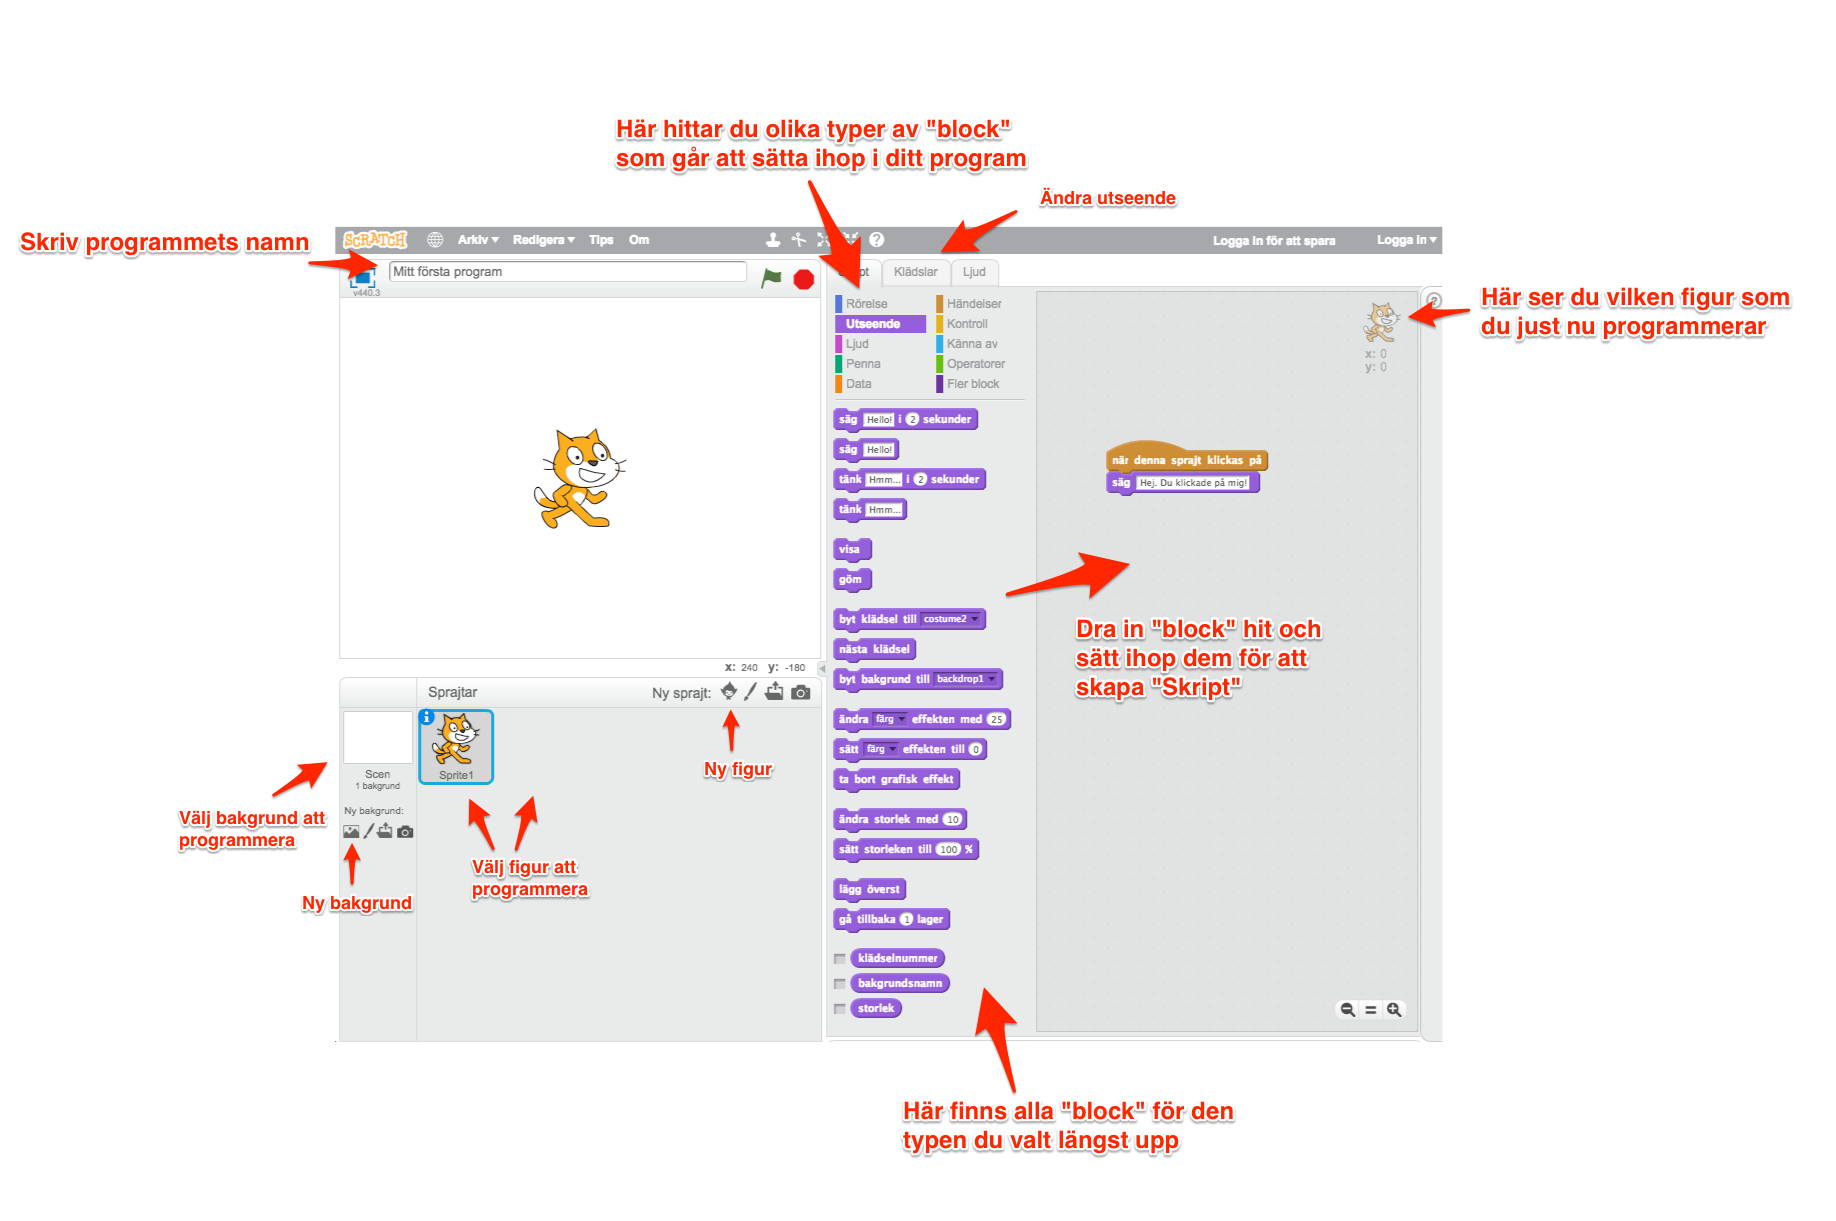 Här hittar du olika typer av "block"
som går att sätta ihop i ditt program
Ändra utseende
Skriv programmets namn
SCRATCH Arkiv Redigera Tips Om Logga in för att spara Logga in
Mitt första program
v440.3
Klädslar Ljud
Rörelse Händelser
Utseende Kontroll
Ljud Känna av
Penna Operatorer
Data Fler block
x: 0
y: 0
Här ser du vilken figur som
du just nu programmerar
säg Hello! i 2 sekunder
säg Hello!
tänk Hmm... i 2 sekunder
tänk Hmm...
visa
göm
byt klädsel till costume2
nästa klädsel
byt bakgrund till backdrop1
ändra färg effekten med 25
sätt färg effekten till 0
ta bort grafisk effekt
ändra storlek med 10
sätt storleken till 100 %
lägg överst
gå tillbaka 1 lager
klädselnummer
bakgrundsnamn
storlek
när denna sprajt klickas på
säg Hej. Du klickade på mig!
Dra in "block" hit och
sätt ihop dem för att
skapa "Skript"
x: 240 y: -180
Sprajtar Ny sprajt:
Sprite1
Scen
1 bakgrund
Ny bakgrund:
Ny figur
Välj bakgrund att
programmera
Välj figur att
programmera
Ny bakgrund
Här finns alla "block" för den
typen du valt längst upp